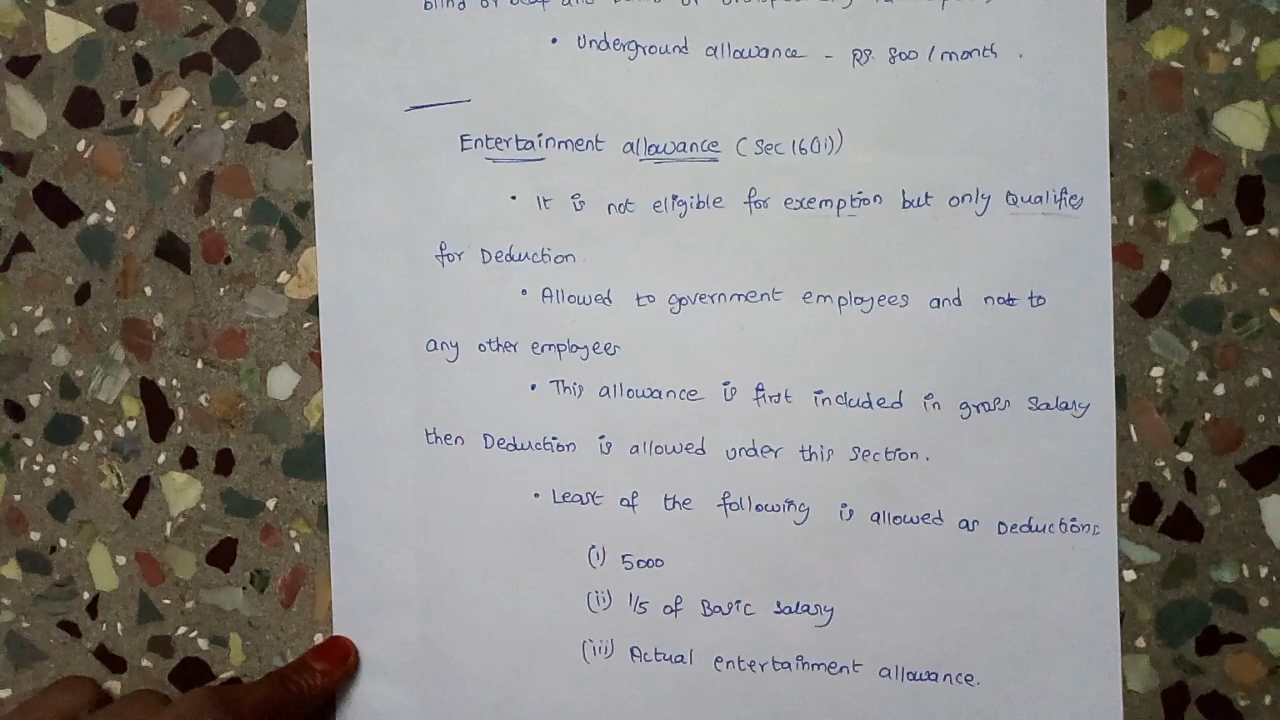 • Underground allowance - Rs. 800 / month .
Entertainment allowance (Sec 16(ii))
• It is not eligible for exemption but only Qualifies
for Deduction
• Allowed to government employees and not to
any other employees
• This allowance is first included in gross salary
then Deduction is allowed under this section.
• Least of the following is allowed as Deductions
(i) 5000
(ii) 1/5 of Basic salary
(iii) Actual entertainment allowance.